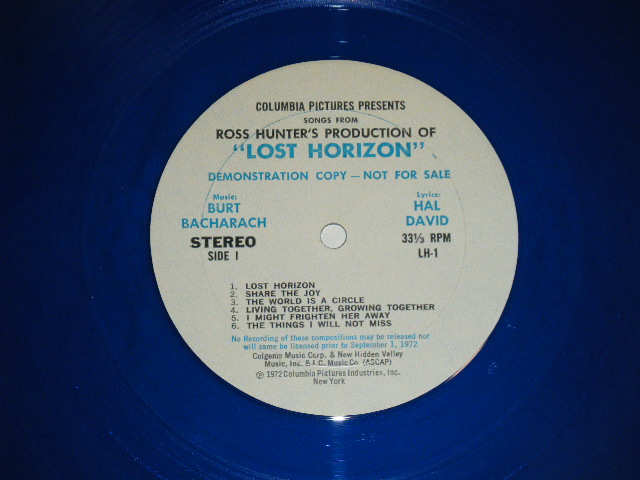 COLUMBIA PICTURES PRESENTS
SONGS FROM
ROSS HUNTER'S PRODUCTION OF
"LOST HORIZON"
DEMONSTRATION COPY — NOT FOR SALE
Music:
BURT
BACHARACH
Lyrics:
HAL
DAVID
STEREO
SIDE I
33⅓ RPM
LH-1
1. LOST HORIZON
2. SHARE THE JOY
3. THE WORLD IS A CIRCLE
4. LIVING TOGETHER, GROWING TOGETHER
5. I MIGHT FRIGHTEN HER AWAY
6. THE THINGS I WILL NOT MISS
No Recording of these compositions may be released nor
will same be licensed prior to September 1, 1972
Colgems Music Corp. & New Hidden Valley
Music, Inc. & J.C. Music Co (ASCAP)
℗ 1972 Columbia Pictures Industries, Inc.
New York